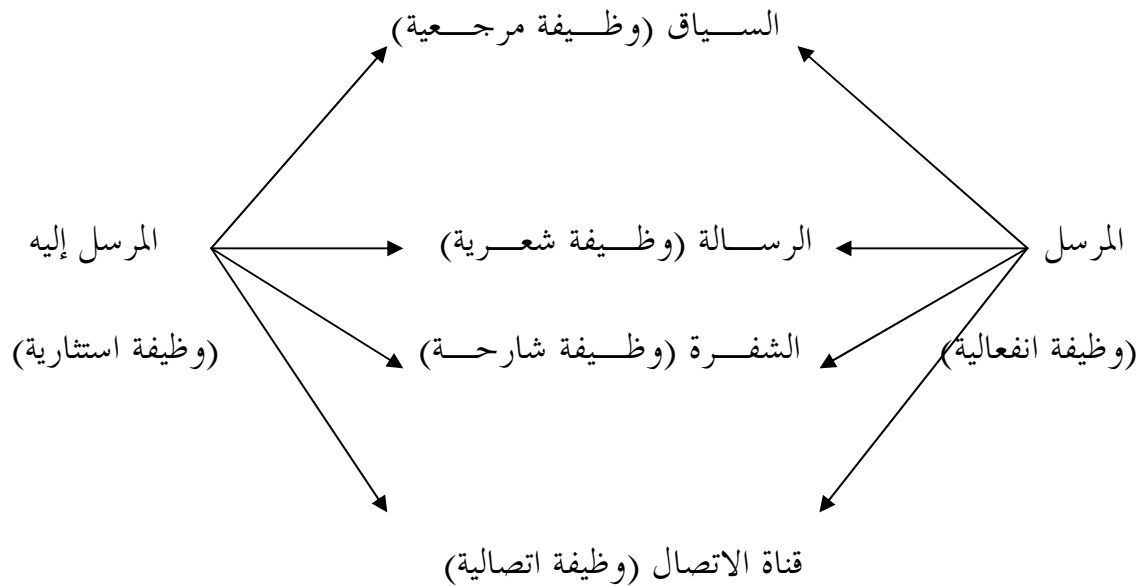 السياق (وظيفة مرجعية)
المرسل
الرسالة (وظيفة شعرية)
المرسل إليه
(وظيفة انفعالية)
الشفرة (وظيفة شارحة)
(وظيفة استثارية)
قناة الاتصال (وظيفة اتصالية)